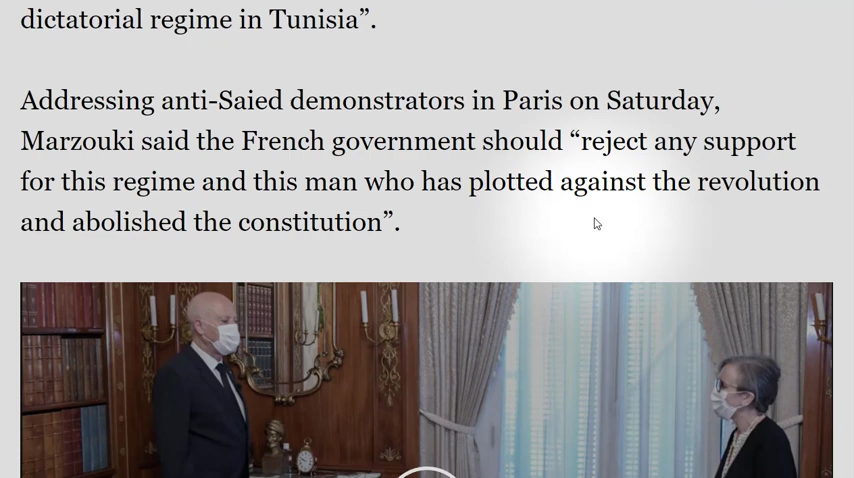 dictatorial regime in Tunisia”.
Addressing anti-Saied demonstrators in Paris on Saturday,
Marzouki said the French government should “reject any support
for this regime and this man who has plotted against the revolution
and abolished the constitution”.